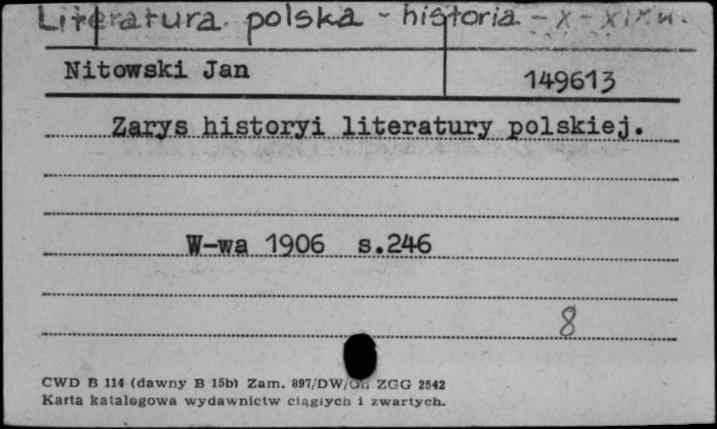 Literatura polska - historia - X - XIX w.
Nitowski Jan
149613
Zarys historyi literatury polskiej.
W-wa 1906 s.246
8
CWD B 114 (dawny B 15b) Zam. 897/DW/Gn ZGG 2542
Karta katalogowa wydawnictw ciągłych i zwartych.